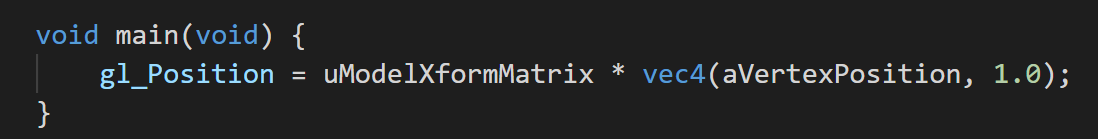 void main(void) {
    gl_Position = uModelXformMatrix * vec4(aVertexPosition, 1.0);
}